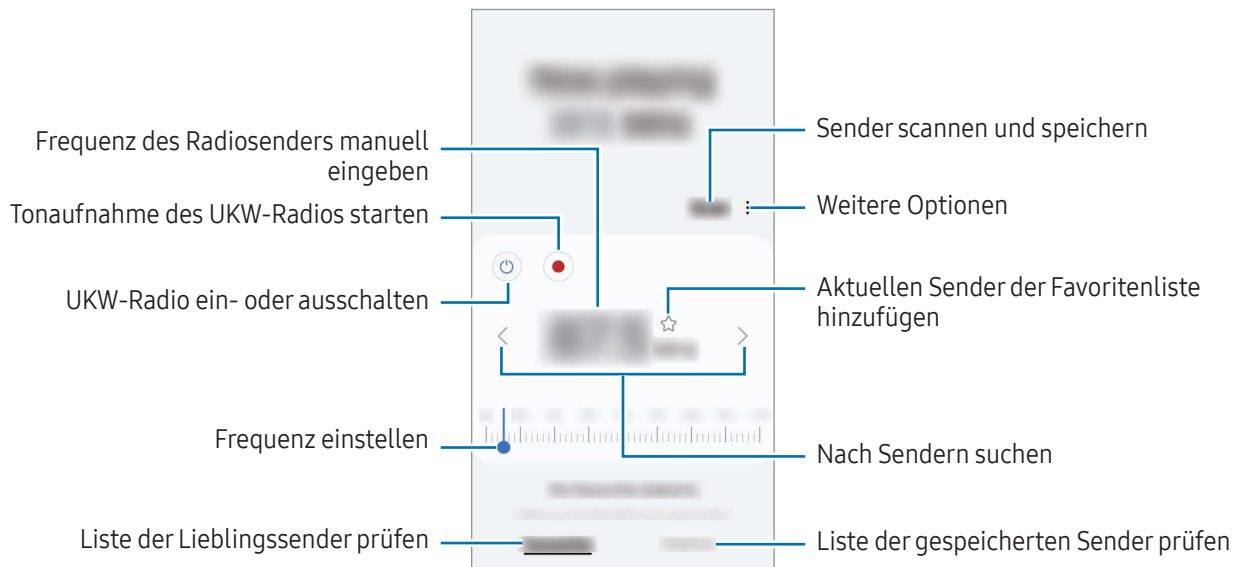 Frequenz des Radiosenders manuell
eingeben
Tonaufnahme des UKW-Radios starten
UKW-Radio ein- oder ausschalten
Frequenz einstellen
Liste der Lieblingssender prüfen
Sender scannen und speichern
Weitere Optionen
Aktuellen Sender der Favoritenliste
hinzufügen
Nach Sendern suchen
Liste der gespeicherten Sender prüfen